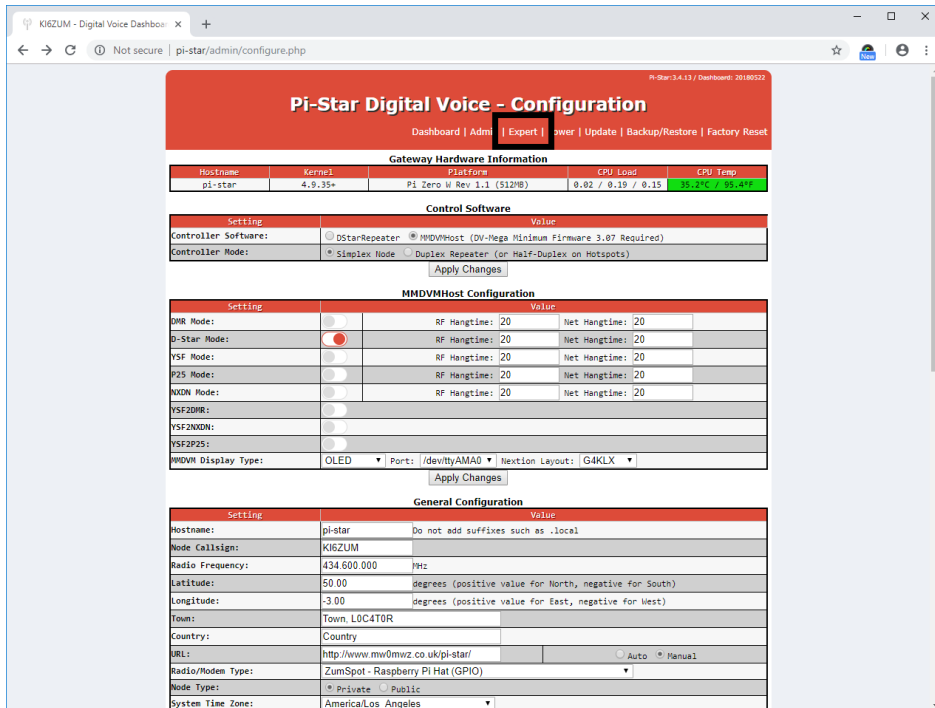 KI6ZUM - Digital Voice Dashboar
Not secure | pi-star/admin/configure.php
New
Pi-Star:3.4.13 / Dashboard: 20180522
Pi-Star Digital Voice - Configuration
Dashboard | Admi | Expert | ower | Update | Backup/Restore | Factory Reset
Gateway Hardware Information
Hostname Kernel Platform CPU Load CPU Temp
pi-star 4.9.35+ Pi Zero W Rev 1.1 (512MB) 0.02 / 0.19 / 0.15 35.2°C / 95.4°F
Control Software
Setting Value
Controller Software: DStarRepeater MMDVMHost (DV-Mega Minimum Firmware 3.07 Required)
Controller Mode: Simplex Node Duplex Repeater (or Half-Duplex on Hotspots)
Apply Changes
MMDVMHost Configuration
Setting Value
DMR Mode: RF Hangtime: 20 Net Hangtime: 20
D-Star Mode: RF Hangtime: 20 Net Hangtime: 20
YSF Mode: RF Hangtime: 20 Net Hangtime: 20
P25 Mode: RF Hangtime: 20 Net Hangtime: 20
NXDN Mode: RF Hangtime: 20 Net Hangtime: 20
YSF2DMR:
YSF2NXDN:
YSF2P25:
MMDVM Display Type: OLED Port: /dev/ttyAMA0 Nextion Layout: G4KLX
Apply Changes
General Configuration
Setting Value
Hostname: pi-star Do not add suffixes such as .local
Node Callsign: KI6ZUM
Radio Frequency: 434.600.000 MHz
Latitude: 50.00 degrees (positive value for North, negative for South)
Longitude: -3.00 degrees (positive value for East, negative for West)
Town: Town, L0C4T0R
Country: Country
URL: http://www.mw0mwz.co.uk/pi-star/ Auto Manual
Radio/Modem Type: ZumSpot - Raspberry Pi Hat (GPIO)
Node Type: Private Public
System Time Zone: America/Los_Angeles